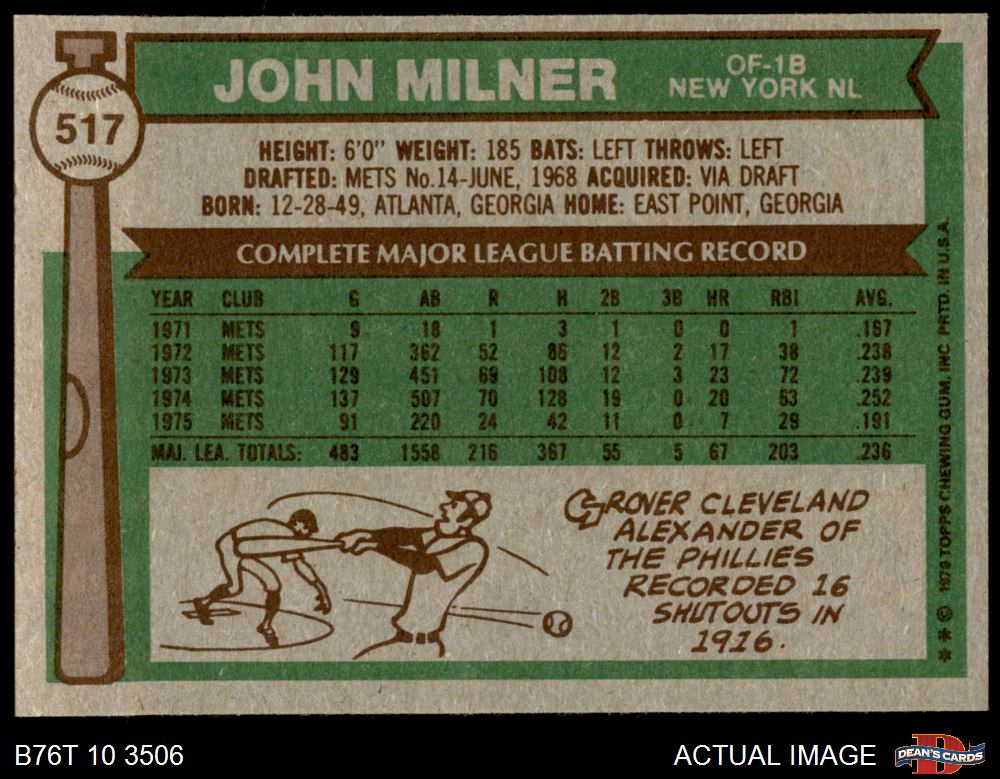 JOHN MILNER
OF-1B
NEW YORK NL
517
HEIGHT: 6'0" WEIGHT: 185 BATS: LEFT THROWS: LEFT
DRAFTED: METS No.14-JUNE, 1968 ACQUIRED: VIA DRAFT
BORN: 12-28-49, ATLANTA, GEORGIA HOME: EAST POINT, GEORGIA
COMPLETE MAJOR LEAGUE BATTING RECORD
YEAR CLUB G AB R H 2B 3B HR RBI AVG.
1971 METS 9 18 1 3 1 0 0 1 .167
1972 METS 117 362 52 86 12 2 17 38 .238
1973 METS 129 451 69 108 12 3 23 72 .239
1974 METS 137 507 70 128 19 0 20 63 .252
1975 METS 91 220 24 42 11 0 7 29 .191
MAJ. LEA. TOTALS: 483 1558 216 367 55 5 67 203 .236
GROVER CLEVELAND
ALEXANDER OF
THE PHILLIES
RECORDED 16
SHUTOUTS IN
1916.
* * © 1976 TOPPS CHEWING GUM, INC. PRTD. IN U.S.A.
B76T 10 3506
ACTUAL IMAGE
D
DEAN'S CARDS